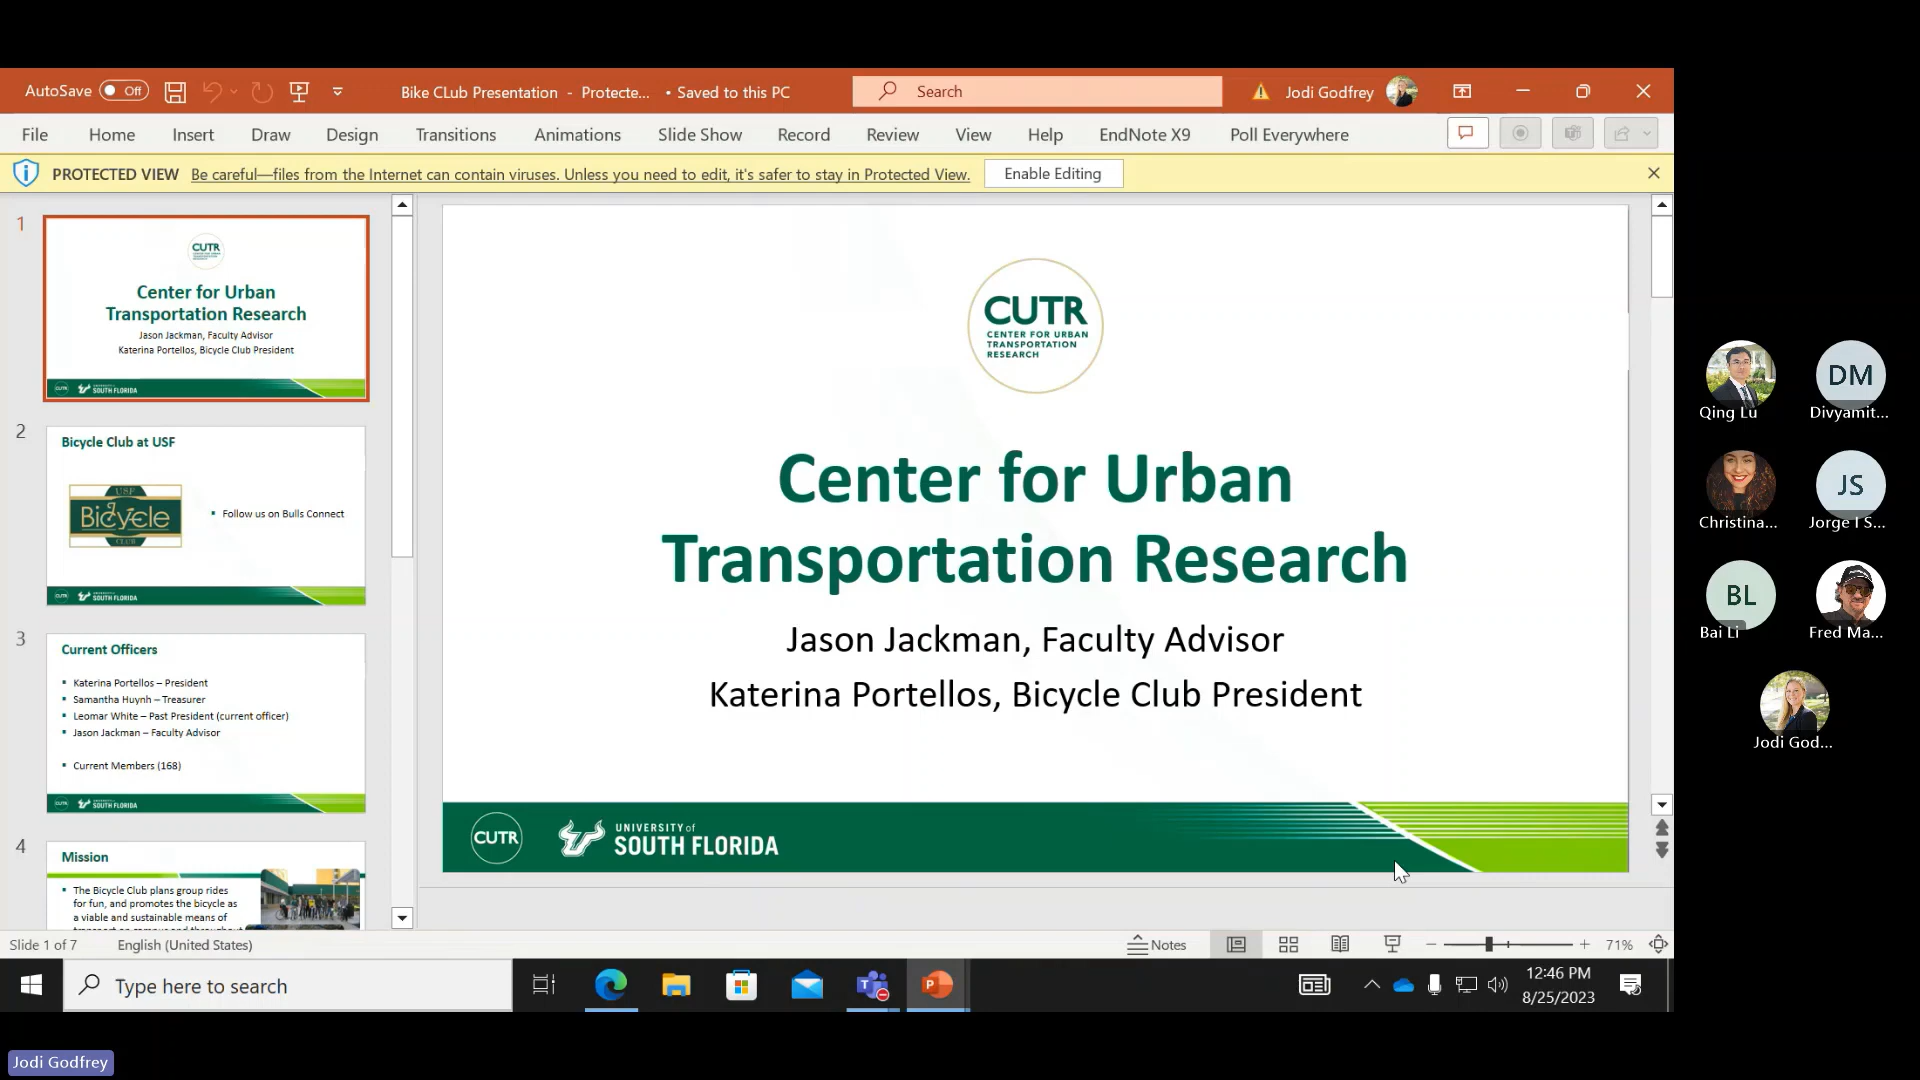 AutoSave Off
Bike CLub Presentation - Protecte... • Saved to this PC
Search
Jodi Godfrey
File Home Insert Draw Design Transitions Animations Slide Show Record Review View Help EndNote X9 Poll Everywhere
PROTECTED VIEW Be careful—files from the Internet can contain viruses. Unless you need to edit, it's safer to stay in Protected View. Enable Editing
1
CUTR
Center for Urban
Transportation Research
Jason Jackman, Faculty Advisor
Katerina Portellos, Bicycle Club President
CUTR
SOUTH FLORIDA
2
Bicycle Club at USF
USF
Bicycle
CLUB
▪ Follow us on Bulls Connect
CUTR
SOUTH FLORIDA
3
Current Officers
▪ Katerina Portellos – President
▪ Samantha Huynh – Treasurer
▪ Leomar White – Past President (current officer)
▪ Jason Jackman – Faculty Advisor
▪ Current Members (168)
CUTR
SOUTH FLORIDA
4
Mission
▪ The Bicycle Club plans group rides
for fun, and promotes the bicycle as
a viable and sustainable means of
CUTR
CENTER FOR URBAN
TRANSPORTATION
RESEARCH
Center for Urban
Transportation Research
Jason Jackman, Faculty Advisor
Katerina Portellos, Bicycle Club President
CUTR
UNIVERSITY of
SOUTH FLORIDA
Qing Lu
DM
Divyamit...
Christina...
JS
Jorge I S...
BL
Bai Li
Fred Ma...
Jodi God...
Slide 1 of 7 English (United States)
Notes
71%
Type here to search
12:46 PM
8/25/2023
Jodi Godfrey